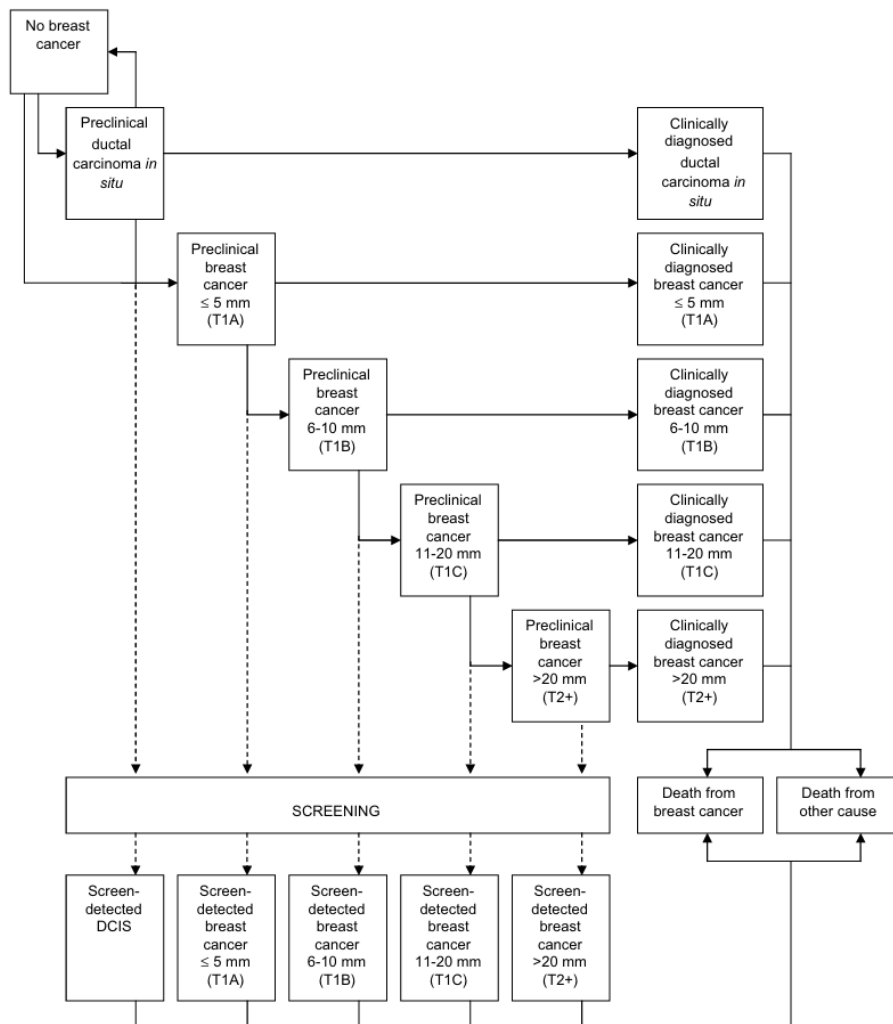 No breast
cancer
Preclinical
ductal
carcinoma in
situ
Clinically
diagnosed
ductal
carcinoma in
situ
Preclinical
breast
cancer
≤ 5 mm
(T1A)
Clinically
diagnosed
breast cancer
≤ 5 mm
(T1A)
Preclinical
breast
cancer
6-10 mm
(T1B)
Clinically
diagnosed
breast cancer
6-10 mm
(T1B)
Preclinical
breast
cancer
11-20 mm
(T1C)
Clinically
diagnosed
breast cancer
11-20 mm
(T1C)
Preclinical
breast
cancer
>20 mm
(T2+)
Clinically
diagnosed
breast cancer
>20 mm
(T2+)
SCREENING
Death from
breast cancer
Death from
other cause
Screen-
detected
DCIS
Screen-
detected
breast
cancer
≤ 5 mm
(T1A)
Screen-
detected
breast
cancer
6-10 mm
(T1B)
Screen-
detected
breast
cancer
11-20 mm
(T1C)
Screen-
detected
breast
cancer
>20 mm
(T2+)